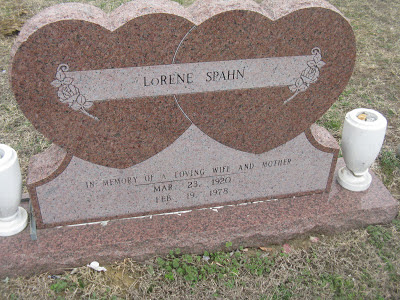 LORENE SPAHN
IN MEMORY OF A LOVING WIFE AND MOTHER
MAR. 23, 1920
FEB. 19, 1978